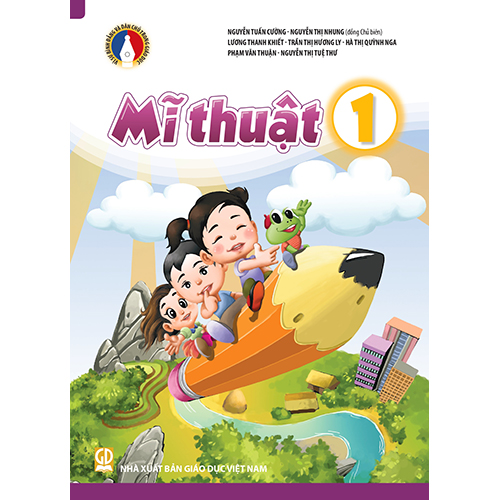 VÌ SỰ BÌNH ĐẲNG VÀ DÂN CHỦ TRONG GIÁO DỤC
NGUYỄN TUẤN CƯỜNG - NGUYỄN THỊ NHUNG (đồng Chủ biên)
LƯƠNG THANH KHIẾT - TRẦN THỊ HƯƠNG LY - HÀ THỊ QUỲNH NGA
PHẠM VĂN THUẬN - NGUYỄN THỊ TUỆ THƯ
Mĩ thuật 1
GD
NHÀ XUẤT BẢN GIÁO DỤC VIỆT NAM